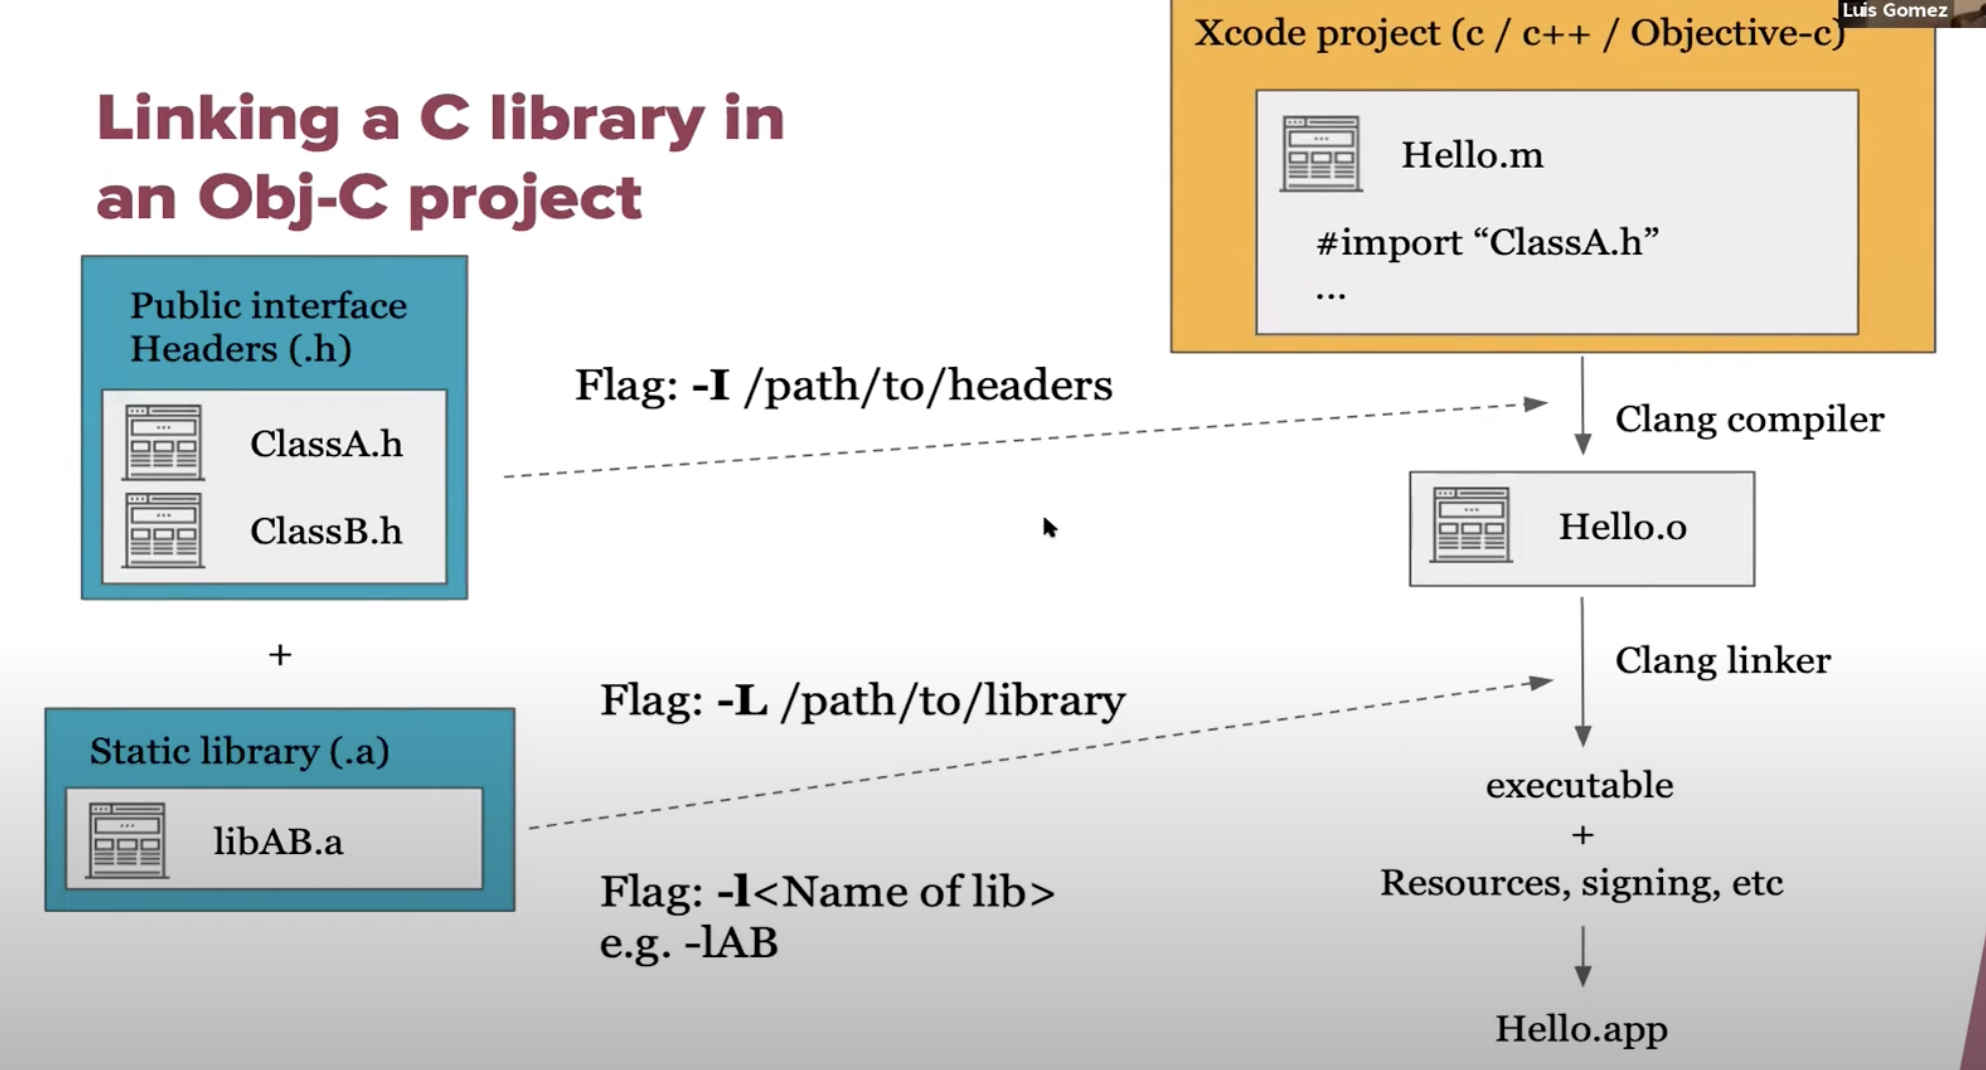 Luis Gomez
Linking a C library in
an Obj-C project
Public interface
Headers (.h)
ClassA.h
ClassB.h
+
Static library (.a)
libAB.a
Flag: -I /path/to/headers
Flag: -L /path/to/library
Flag: -l<Name of lib>
e.g. -lAB
Xcode project (c / c++ / Objective-c)
Hello.m
#import “ClassA.h”
...
Clang compiler
Hello.o
Clang linker
executable
+
Resources, signing, etc
Hello.app